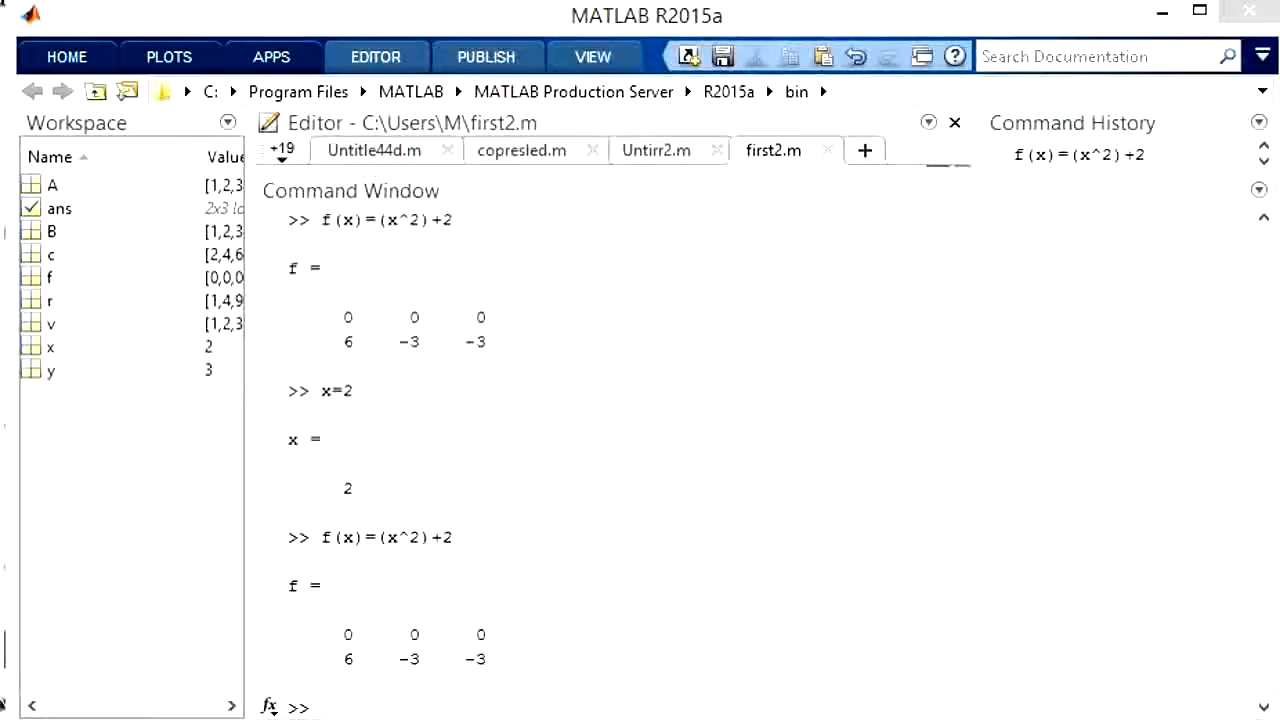 MATLAB R2015a
HOME PLOTS APPS EDITOR PUBLISH VIEW Search Documentation
C: Program Files MATLAB MATLAB Production Server R2015a bin
Workspace
Name Value
A [1,2,3
ans 2x3 lo
B [1,2,3
c [2,4,6
f [0,0,0
r [1,4,9
v [1,2,3
x 2
y 3
Editor - C:\Users\M\first2.m
+19 Untitle44d.m copresled.m Untirr2.m first2.m +
Command Window
>> f(x)=(x^2)+2
f =
0 0 0
6 -3 -3
>> x=2
x =
2
>> f(x)=(x^2)+2
f =
0 0 0
6 -3 -3
fx >>
Command History
f(x)=(x^2)+2